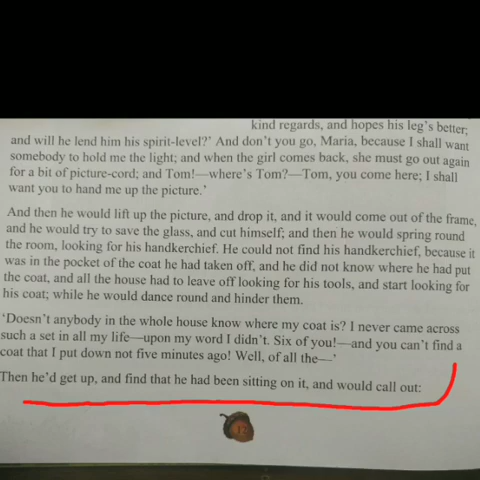 kind regards, and hopes his leg's better;
and will he lend him his spirit-level?' And don't you go, Maria, because I shall want
somebody to hold me the light; and when the girl comes back, she must go out again
for a bit of picture-cord; and Tom!—where's Tom?—Tom, you come here; I shall
want you to hand me up the picture.'
And then he would lift up the picture, and drop it, and it would come out of the frame,
and he would try to save the glass, and cut himself; and then he would spring round
the room, looking for his handkerchief. He could not find his handkerchief, because it
was in the pocket of the coat he had taken off, and he did not know where he had put
the coat, and all the house had to leave off looking for his tools, and start looking for
his coat; while he would dance round and hinder them.
'Doesn't anybody in the whole house know where my coat is? I never came across
such a set in all my life—upon my word I didn't. Six of you!—and you can't find a
coat that I put down not five minutes ago! Well, of all the—'
Then he'd get up, and find that he had been sitting on it, and would call out:
12